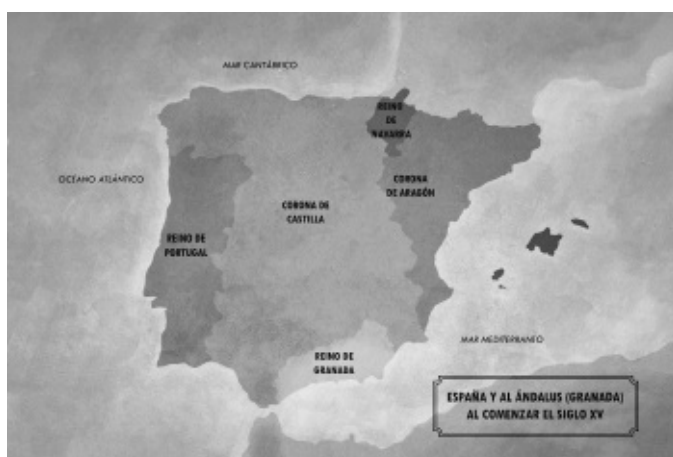 MAR CANTÁBRICO
REINO
DE
NAVARRA
OCÉANO ATLÁNTICO
CORONA
DE ARAGÓN
CORONA DE
CASTILLA
REINO DE
PORTUGAL
MAR MEDITERRANEO
REINO DE
GRANADA
ESPAÑA Y AL ÁNDALUS (GRANADA)
AL COMENZAR EL SIGLO XV